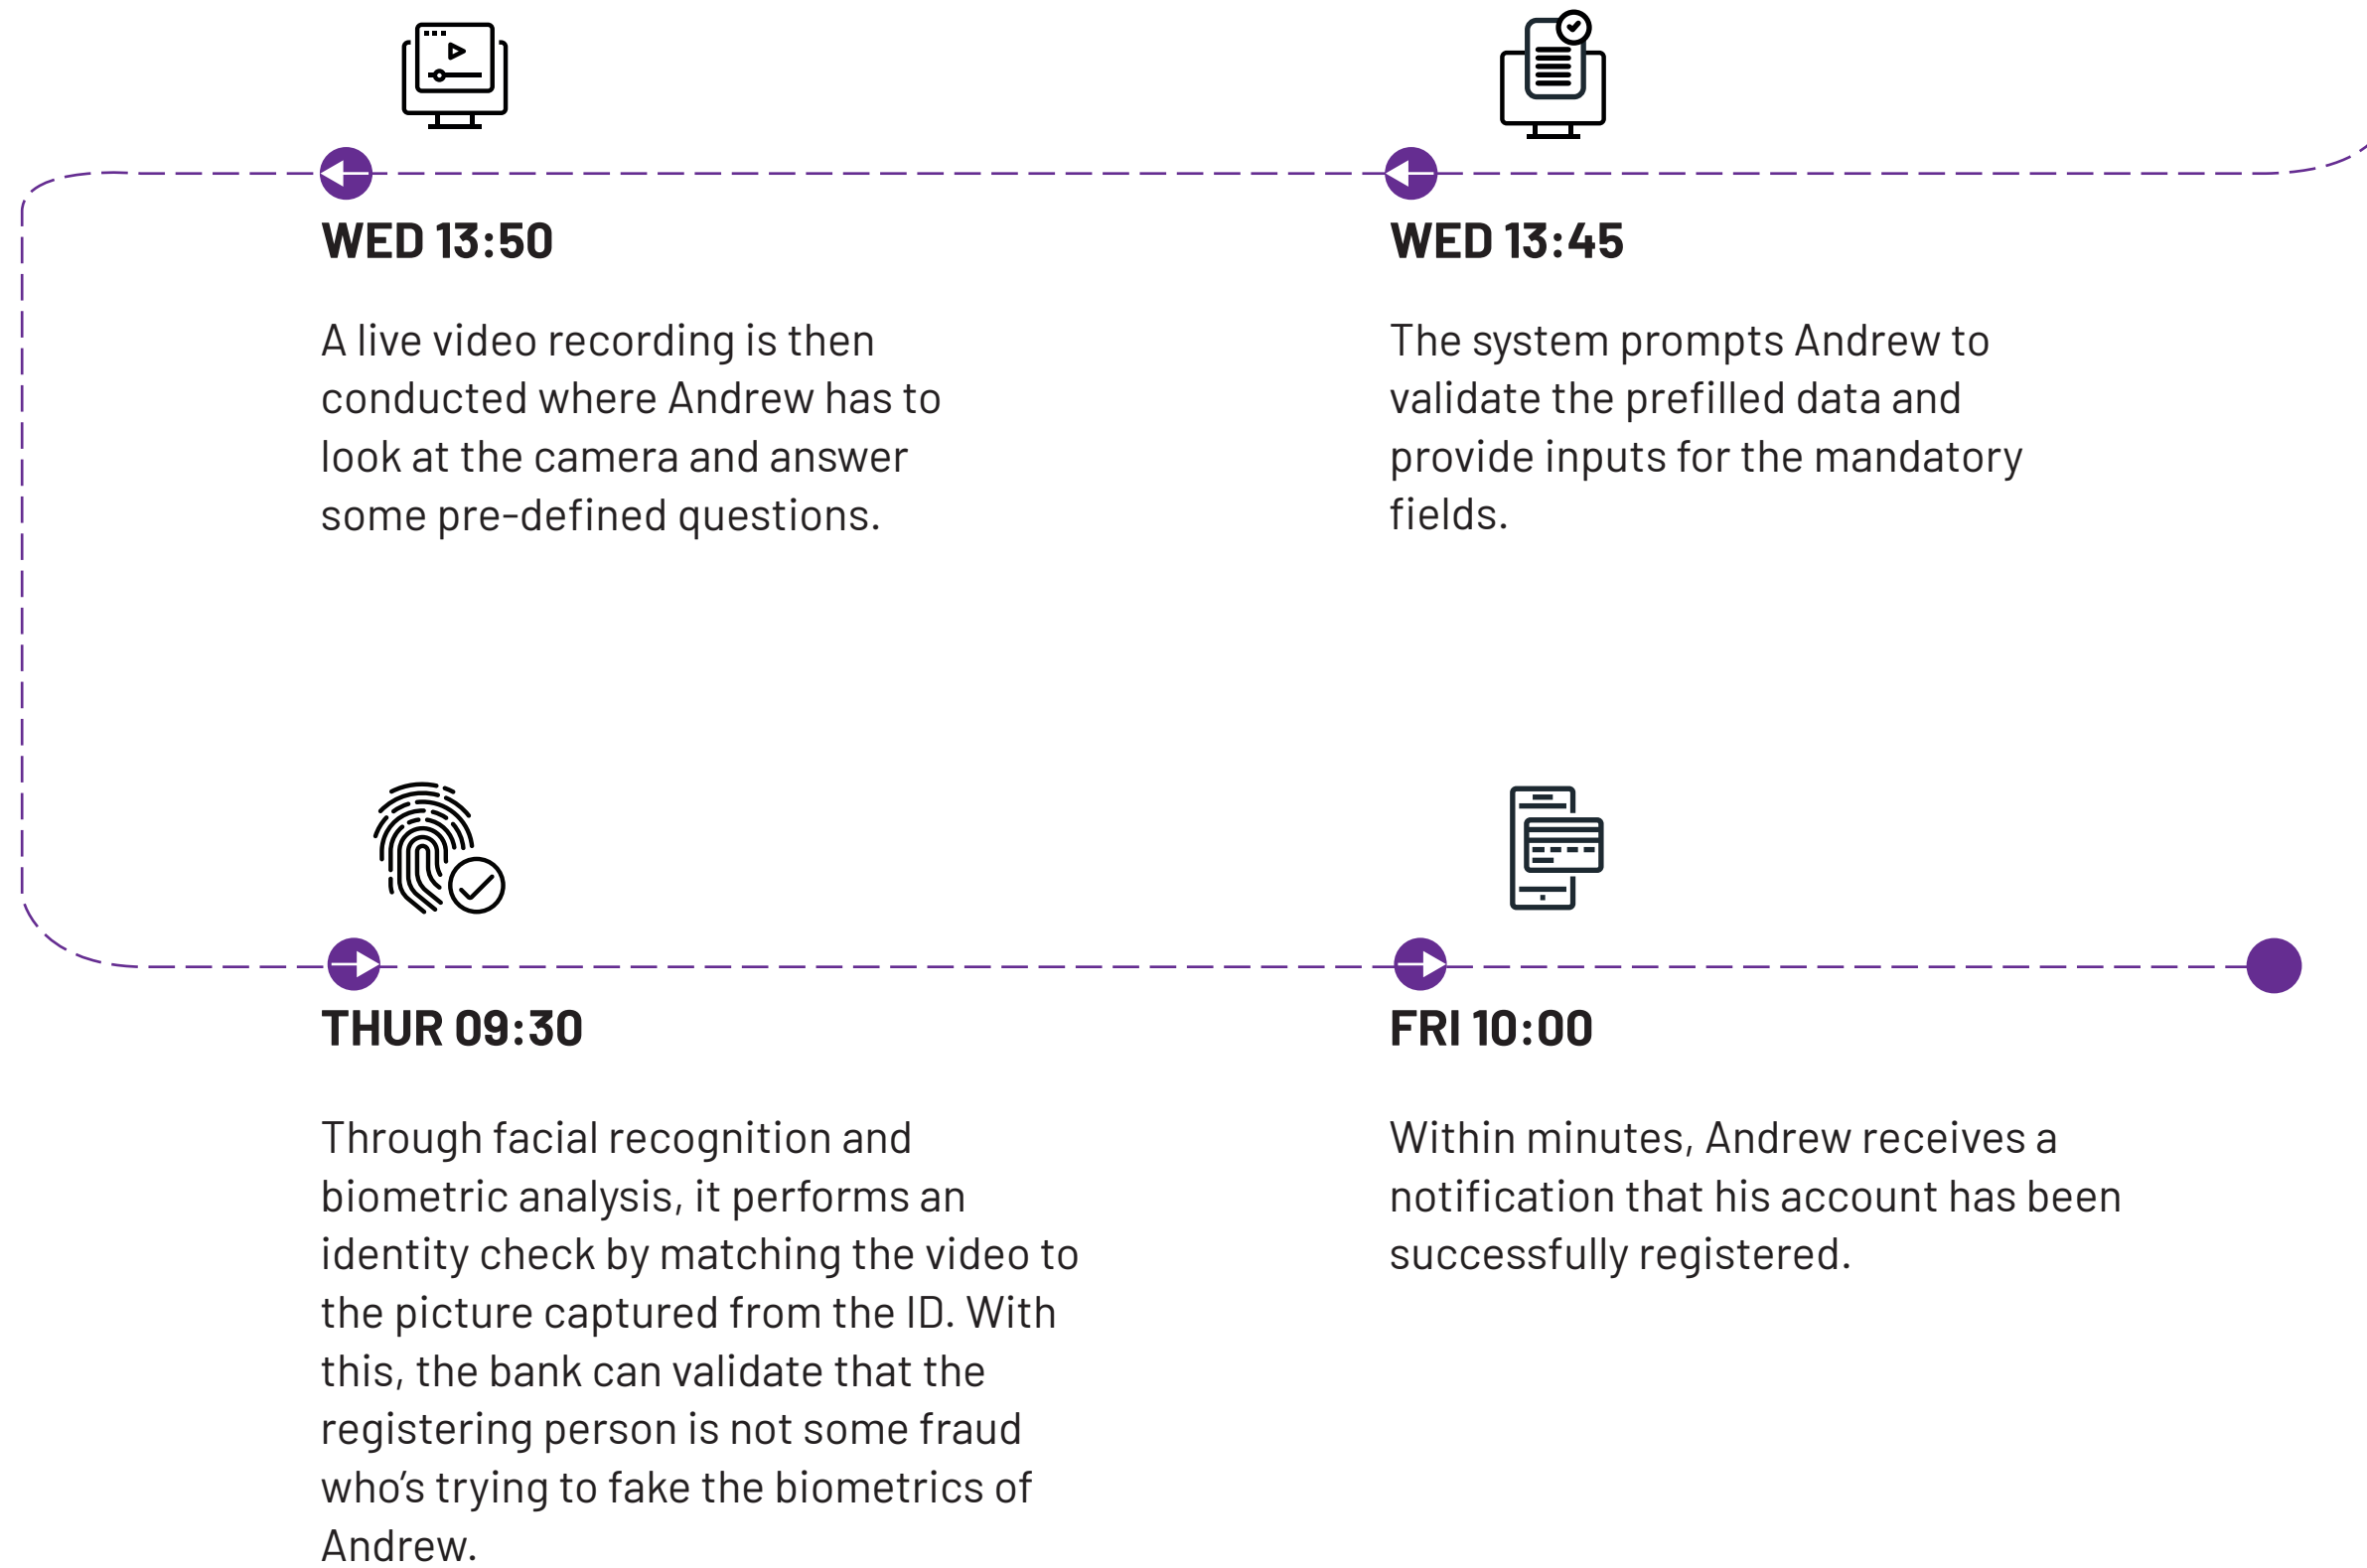 WED 13:50
A live video recording is then
conducted where Andrew has to
look at the camera and answer
some pre-defined questions.
WED 13:45
The system prompts Andrew to
validate the prefilled data and
provide inputs for the mandatory
fields.
THUR 09:30
Through facial recognition and
biometric analysis, it performs an
identity check by matching the video to
the picture captured from the ID. With
this, the bank can validate that the
registering person is not some fraud
who’s trying to fake the biometrics of
Andrew.
FRI 10:00
Within minutes, Andrew receives a
notification that his account has been
successfully registered.